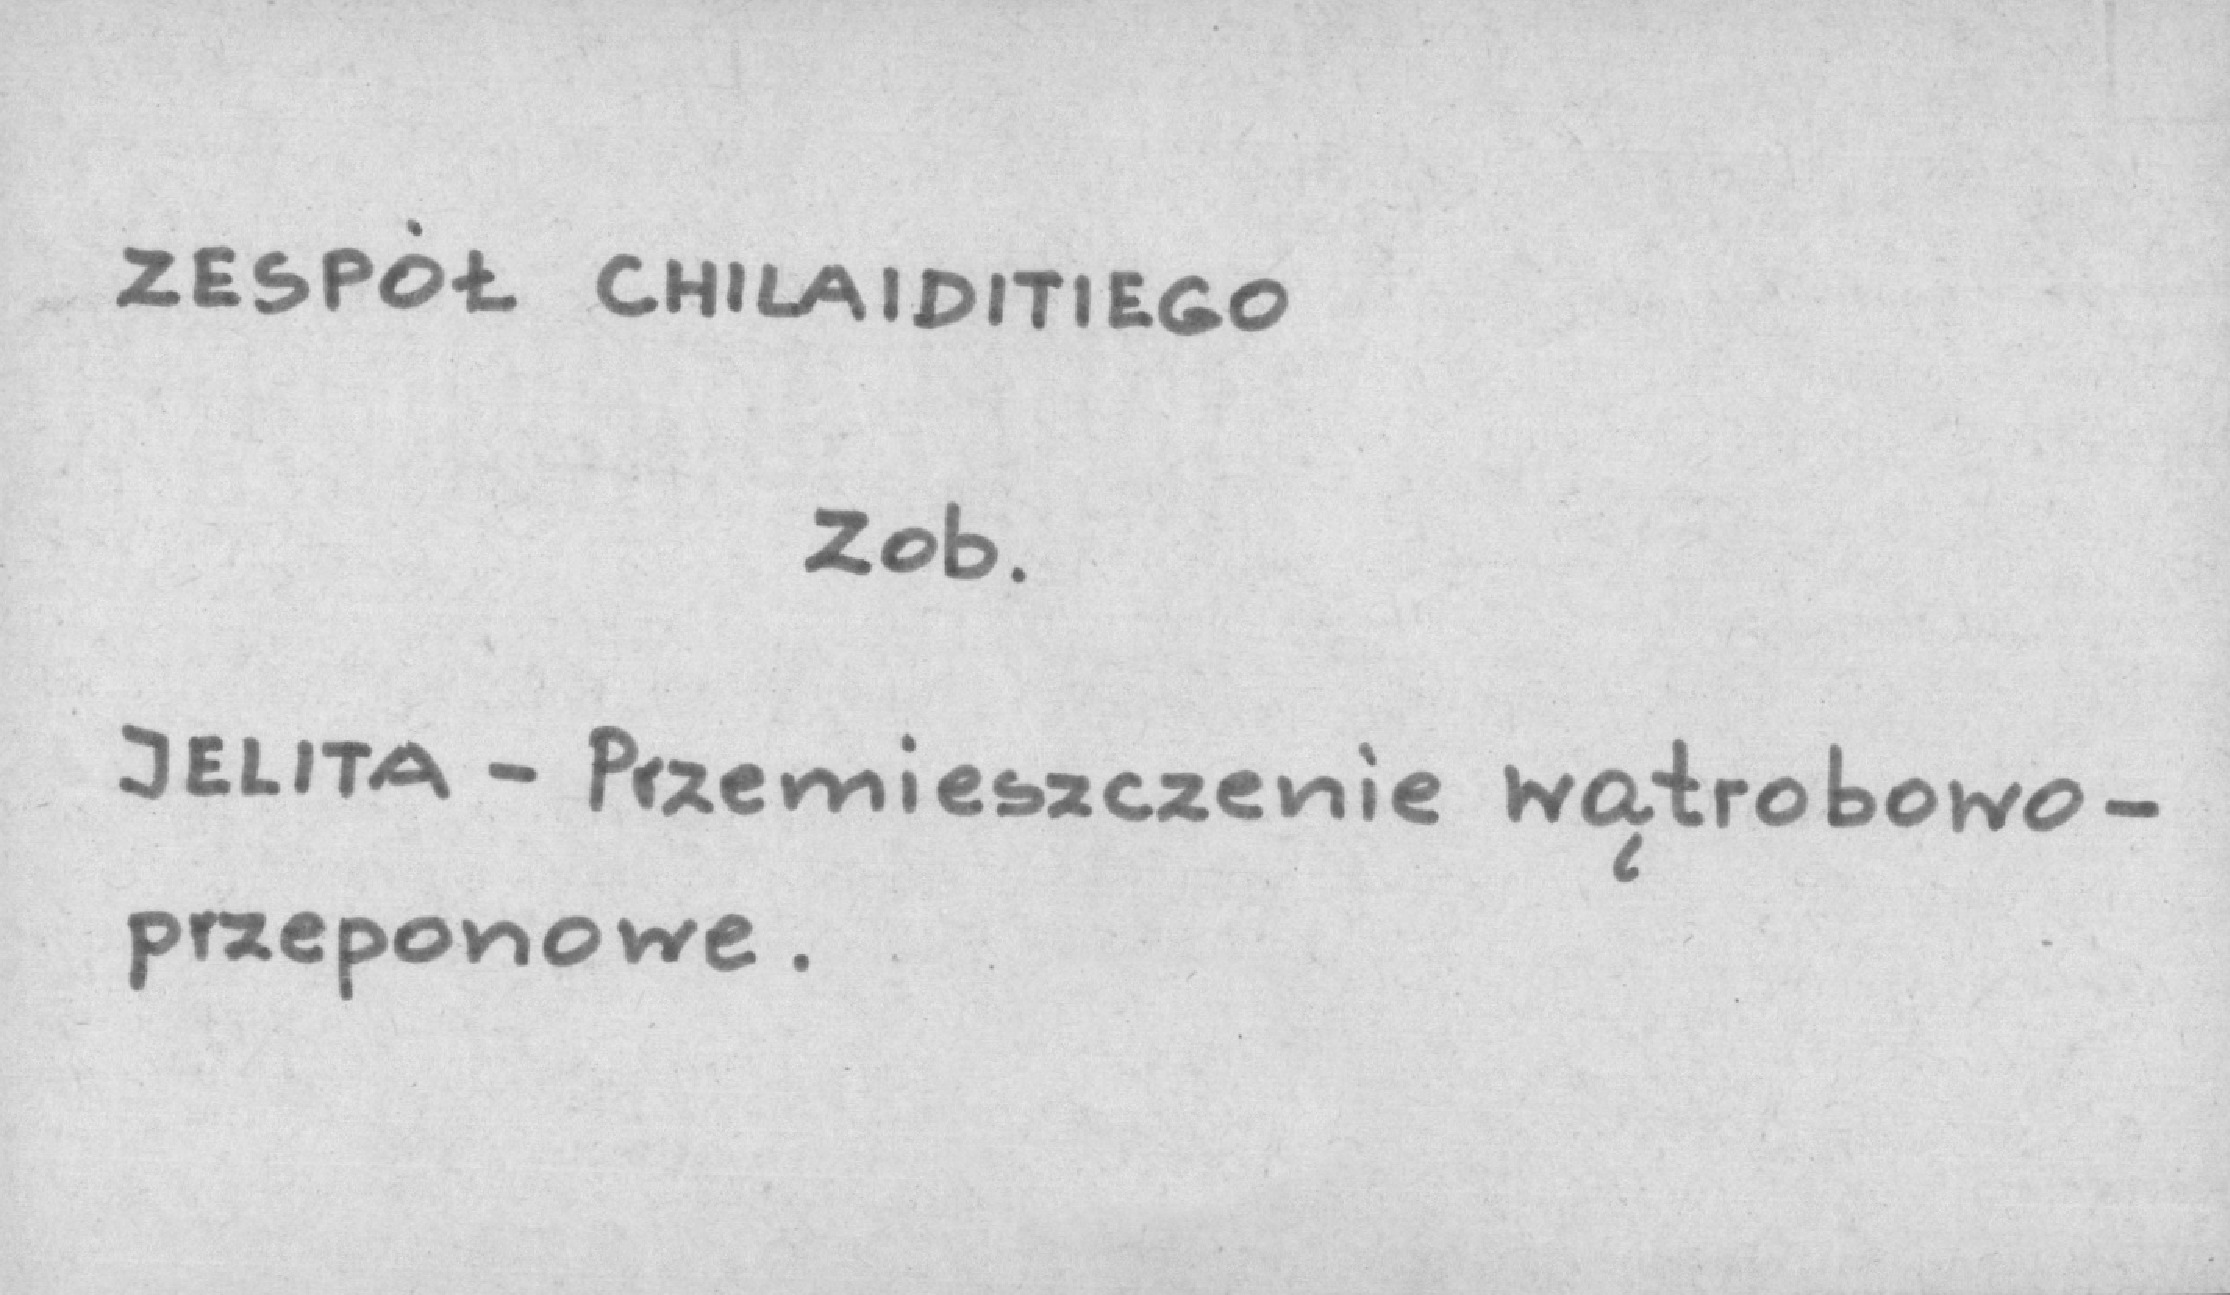 ZESPÓŁ CHILAIDITIEGO
Zob.
JELITA - Przemieszczenie wątrobowo-
przeponowe.